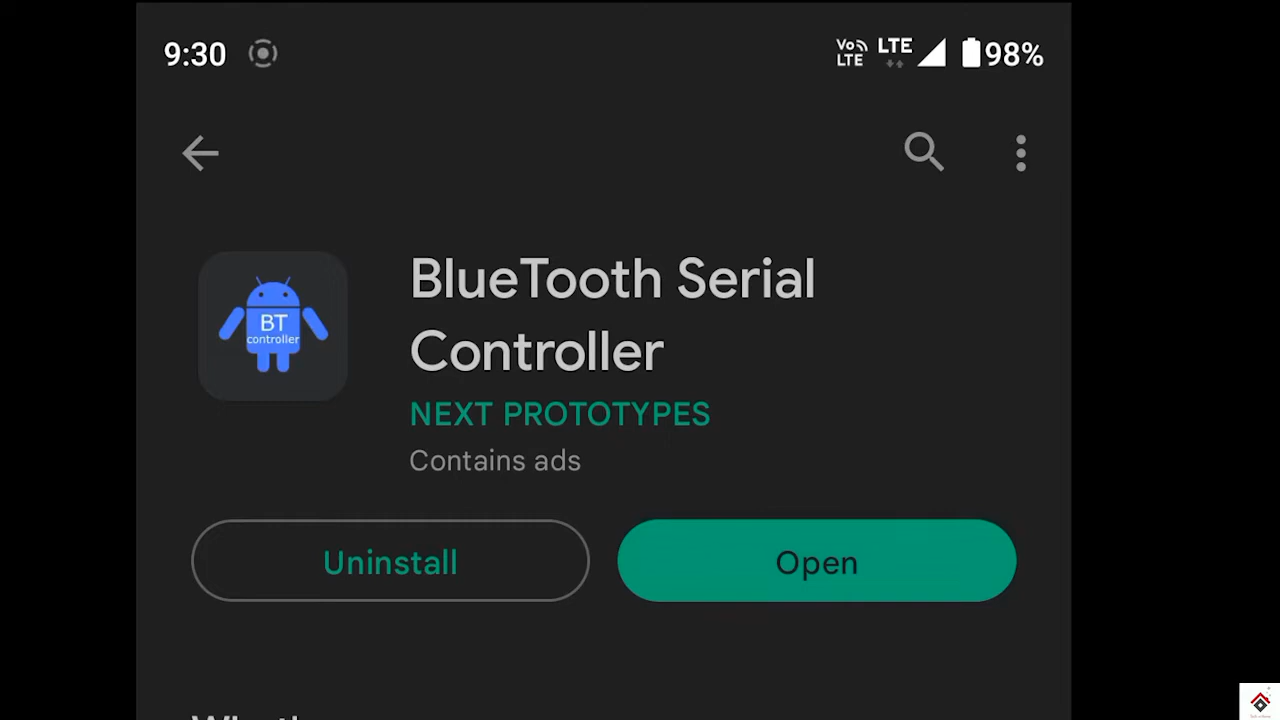 9:30 Vo LTE LTE 98%
BT
controller
BlueTooth Serial
Controller
NEXT PROTOTYPES
Contains ads
Uninstall Open